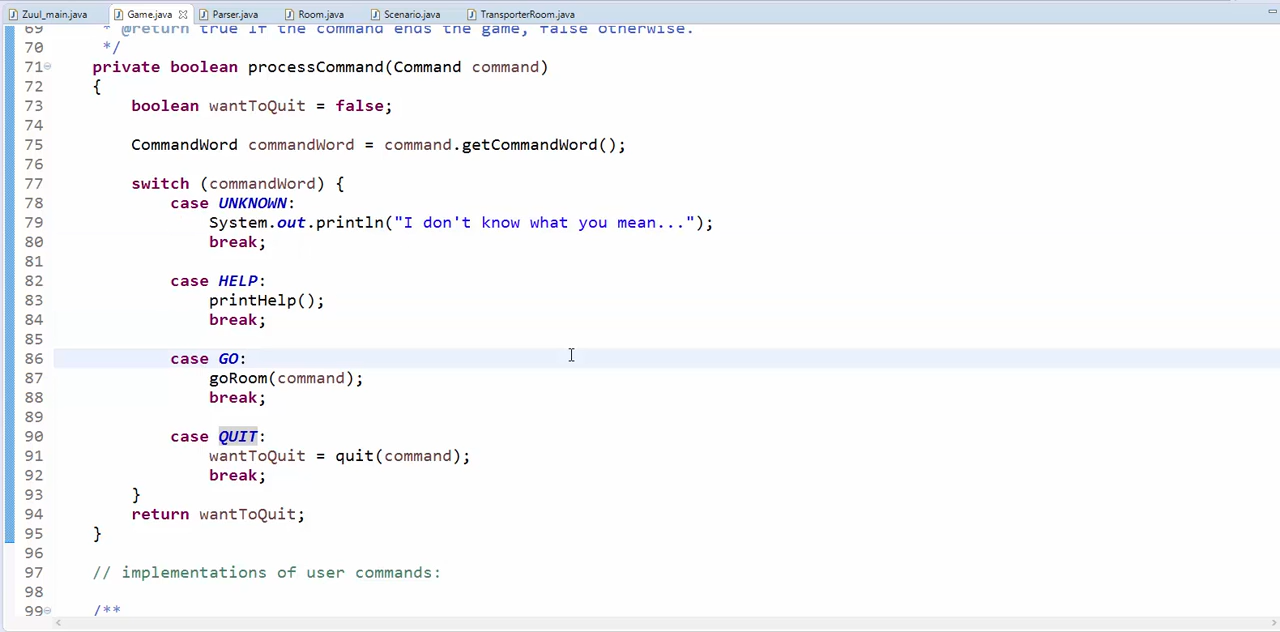 Zuul_main.java Game.java Parser.java Room.java Scenario.java TransporterRoom.java
69 * @return true if the command ends the game, false otherwise.
70 */
71 private boolean processCommand(Command command)
72 {
73 boolean wantToQuit = false;
74
75 CommandWord commandWord = command.getCommandWord();
76
77 switch (commandWord) {
78 case UNKNOWN:
79 System.out.println("I don't know what you mean...");
80 break;
81
82 case HELP:
83 printHelp();
84 break;
85
86 case GO:
87 goRoom(command);
88 break;
89
90 case QUIT:
91 wantToQuit = quit(command);
92 break;
93 }
94 return wantToQuit;
95 }
96
97 // implementations of user commands:
98
99 /**